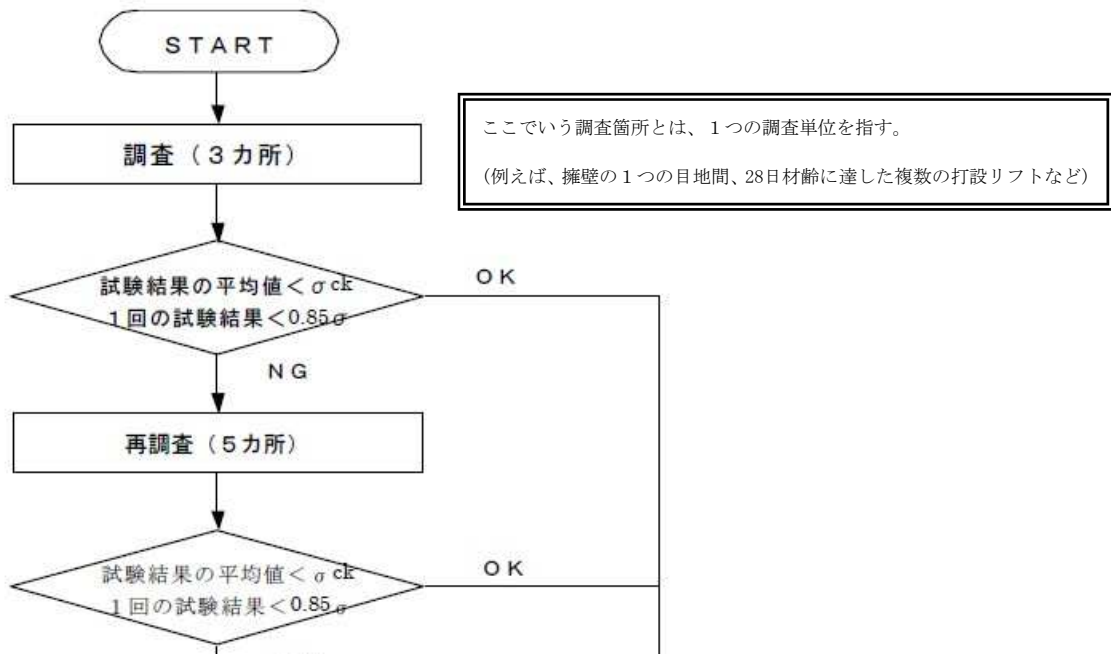 START
調査（３カ所）
ここでいう調査箇所とは、１つの調査単位を指す。
(例えば、擁壁の１つの目地間、28日材齢に達した複数の打設リフトなど)
試験結果の平均値＜σck
１回の試験結果＜0.85σ
OK
NG
再調査（５カ所）
試験結果の平均値＜σck
１回の試験結果＜0.85σ
OK